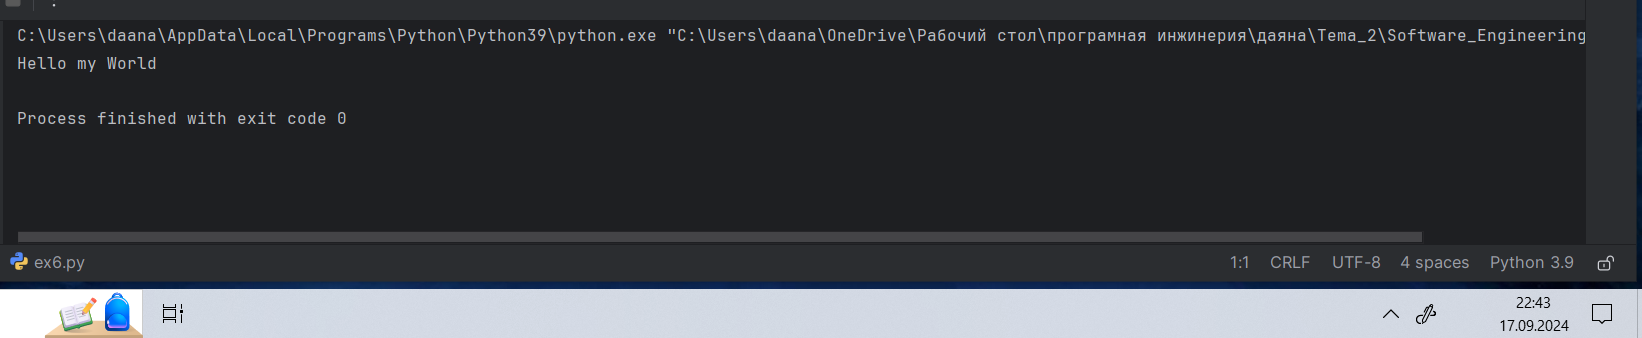 C:\Users\daana\AppData\Local\Programs\Python\Python39\python.exe "C:\Users\daana\OneDrive\Рабочий стол\програмная инжинерия\даяна\Tema_2\Software_Engineering
Hello my World
Process finished with exit code 0
ex6.py 1:1 CRLF UTF-8 4 spaces Python 3.9
22:43
17.09.2024